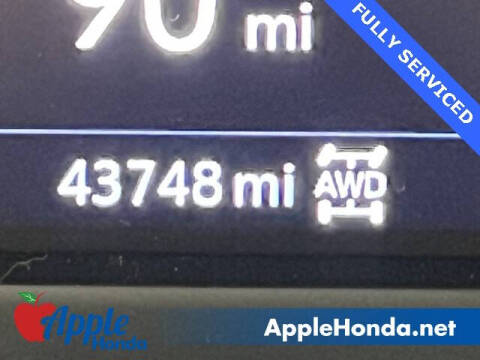 90 mi
FULLY SERVICED
43748 mi AWD
Apple
Honda
AppleHonda.net